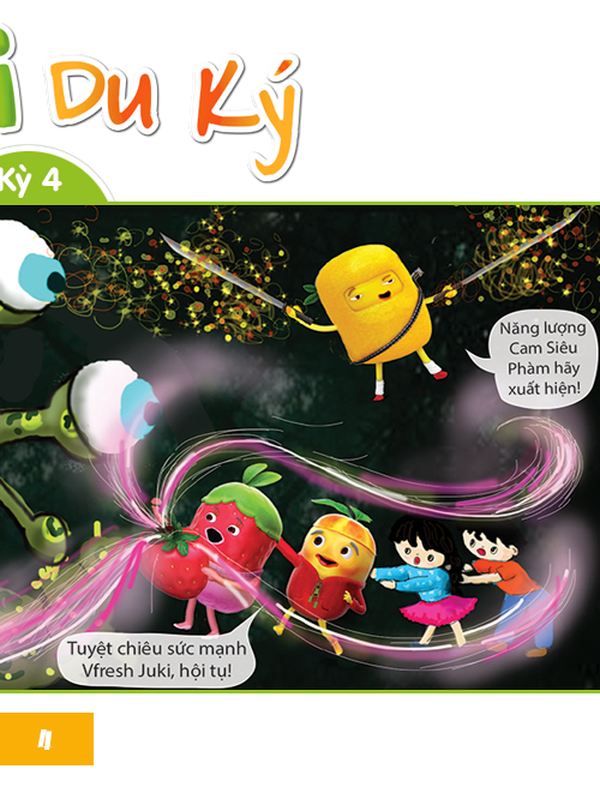 i Du Ký
Kỳ 4
Năng lượng
Cam Siêu
Phàm hãy
xuất hiện!
Tuyệt chiêu sức mạnh
Vfresh Juki, hội tụ!